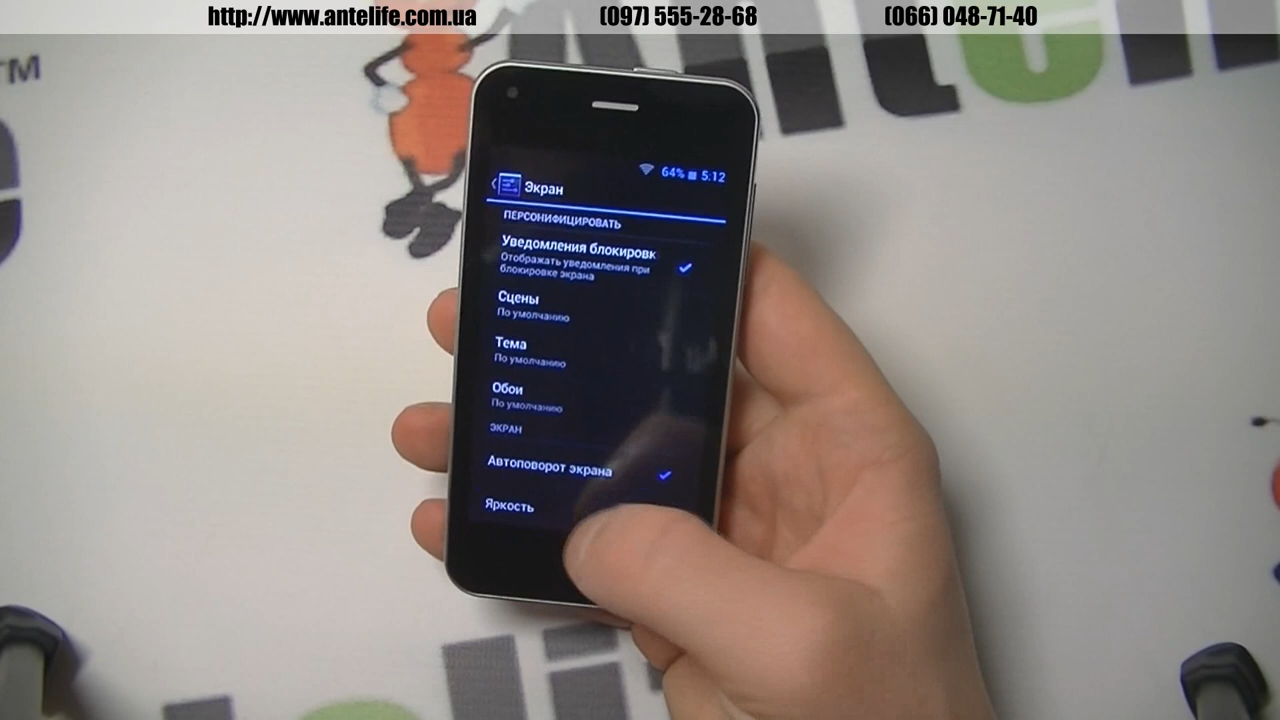 http://www.antelife.com.ua (097) 555-28-68 (066) 048-71-40
TM
64% 5:12
Экран
ПЕРСОНИФИЦИРОВАТЬ
Уведомления блокировк
Отображать уведомления при
блокировке экрана
Сцены
По умолчанию
Тема
По умолчанию
Обои
По умолчанию
ЭКРАН
Автоповорот экрана
Яркость